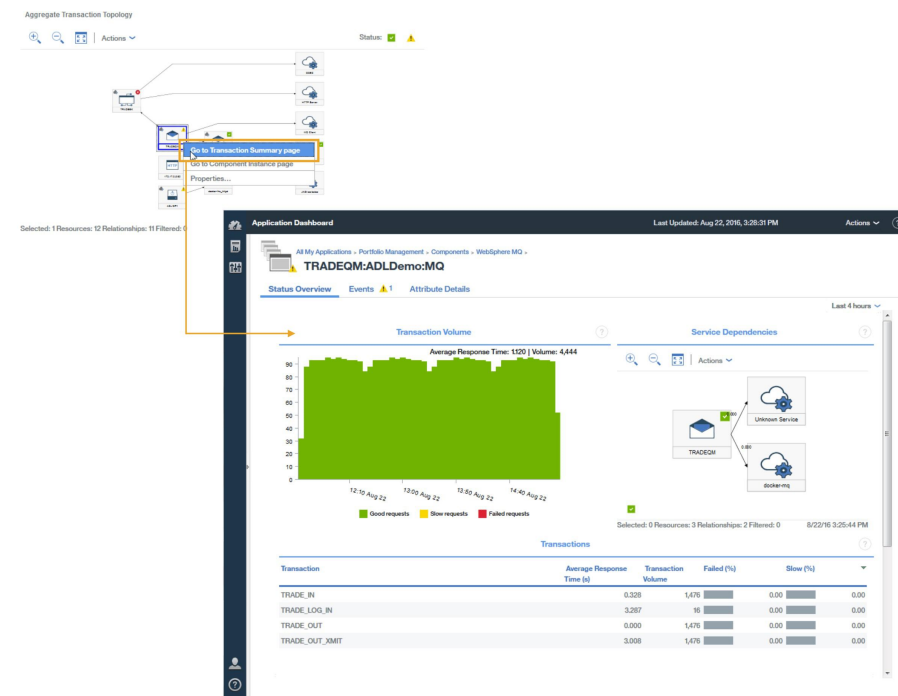 Aggregate Transaction Topology
Actions
Status:
Go to Transaction Summary page
Go to Component Instance page
Properties...
Selected: 1 Resources: 12 Relationships: 11 Filtered:
Application Dashboard
Last Updated: Aug 22, 2016, 3:28:31 PM
Actions
All My Applications
Portfolio Management
Components
WebSphere MQ
TRADEQM:ADLDemo:MQ
Status Overview
Events 1
Attribute Details
Last 4 hours
Transaction Volume
?
Average Response Time: 1.120 | Volume: 4,444
90
80
70
60
50
40
30
20
10
0
12:10 Aug 22
13:00 Aug 22
13:50 Aug 22
14:40 Aug 22
Good requests
Slow requests
Failed requests
Service Dependencies
?
Actions
TRADEQM
0.000
Unknown Service
docker-mq
Selected: 0 Resources: 3 Relationships: 2 Filtered: 0
8/22/16 3:25:44 PM
Transactions
?
Transaction Average Response Time (s) Transaction Volume Failed (%) Slow (%)
TRADE_IN 0.328 1,476 0.00 0.00
TRADE_LOG_IN 3.287 16 0.00 0.00
TRADE_OUT 0.000 1,476 0.00 0.00
TRADE_OUT_XMIT 3.008 1,476 0.00 0.00
?